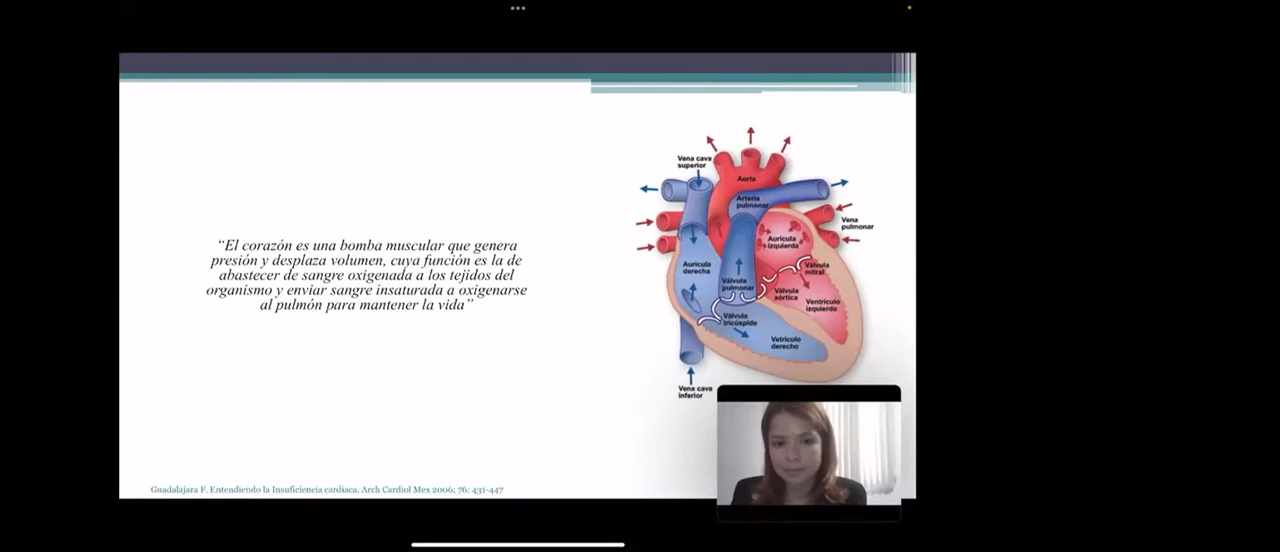 “El corazón es una bomba muscular que genera
presión y desplaza volumen, cuya función es la de
abastecer de sangre oxigenada a los tejidos del
organismo y enviar sangre insaturada a oxigenarse
al pulmón para mantener la vida”
Vena cava
superior
Aorta
Arteria
pulmonar
Vena
pulmonar
Aurícula
izquierda
Aurícula
derecha
Válvula
mitral
Válvula
pulmonar
Válvula
aórtica
Ventrículo
izquierdo
Válvula
tricúspide
Vetrículo
derecho
Vena cava
inferior
Guadalajara F. Entendiendo la Insuficiencia cardiaca. Arch Cardiol Mex 2006; 76: 431-447